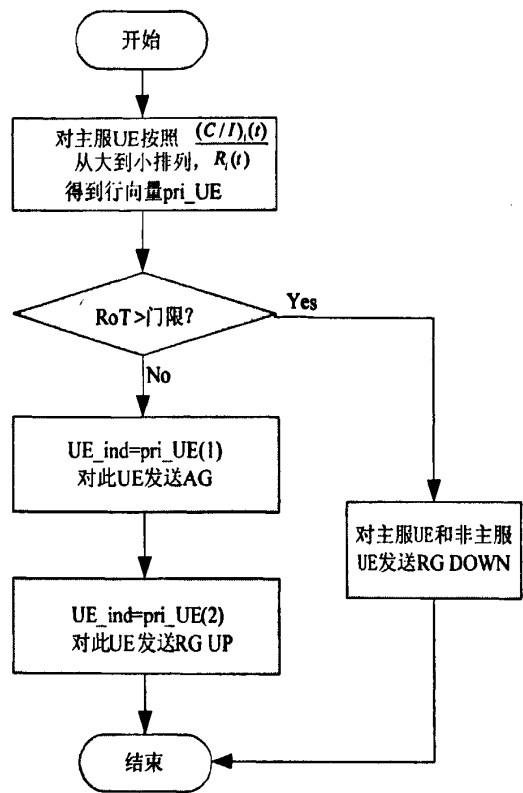 开始
对主服UE按照 (C/I)ᵢ(t)
从大到小排列, Rᵢ(t)
得到行向量pri_UE
RoT>门限?
Yes
No
UE_ind=pri_UE(1)
对此UE发送AG
对主服UE和非主服
UE发送RG DOWN
UE_ind=pri_UE(2)
对此UE发送RG UP
结束